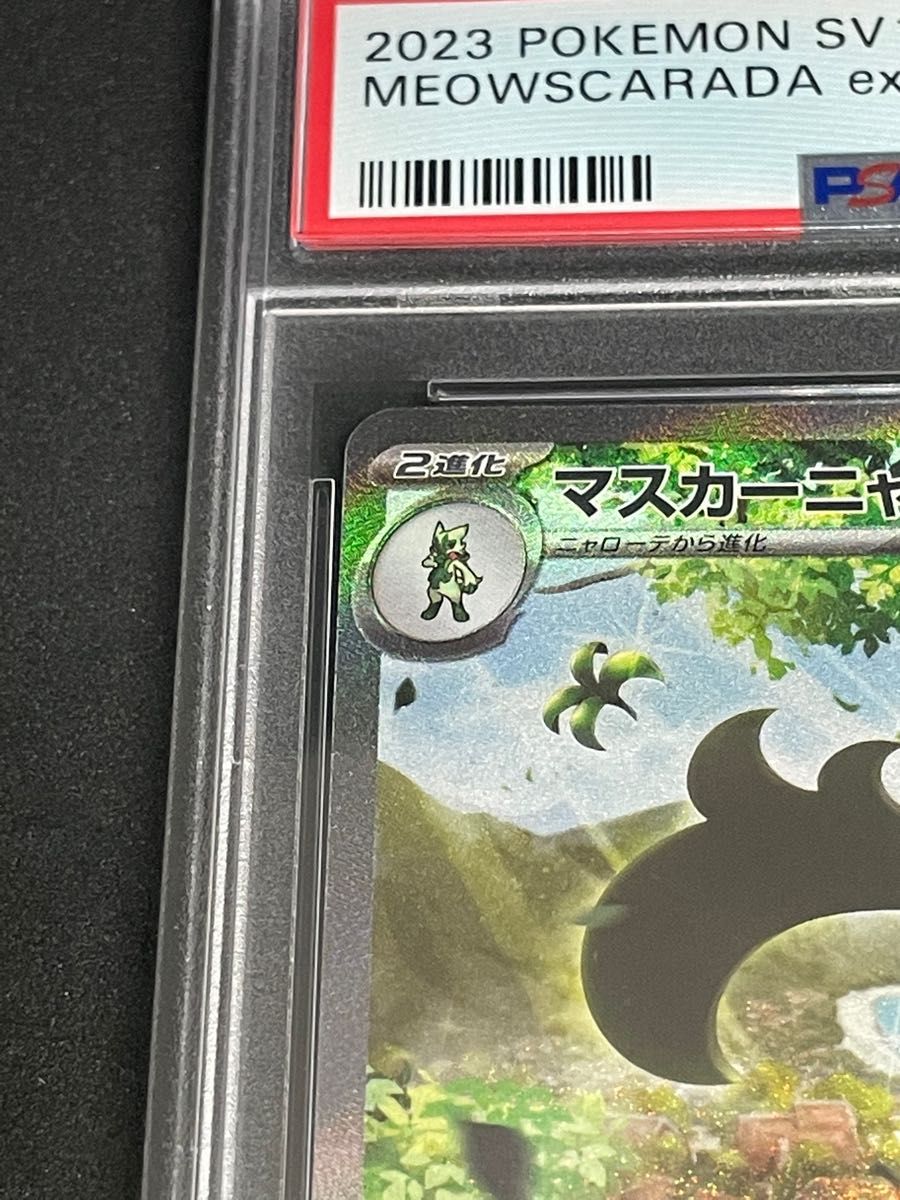 2023 POKEMON SV
MEOWSCARADA ex
PSA
2進化
マスカーニャ
ニャローテから進化